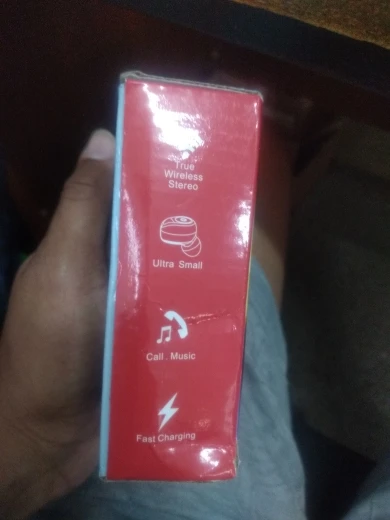 True
Wireless
Stereo
Ultra Small
Call . Music
Fast Charging